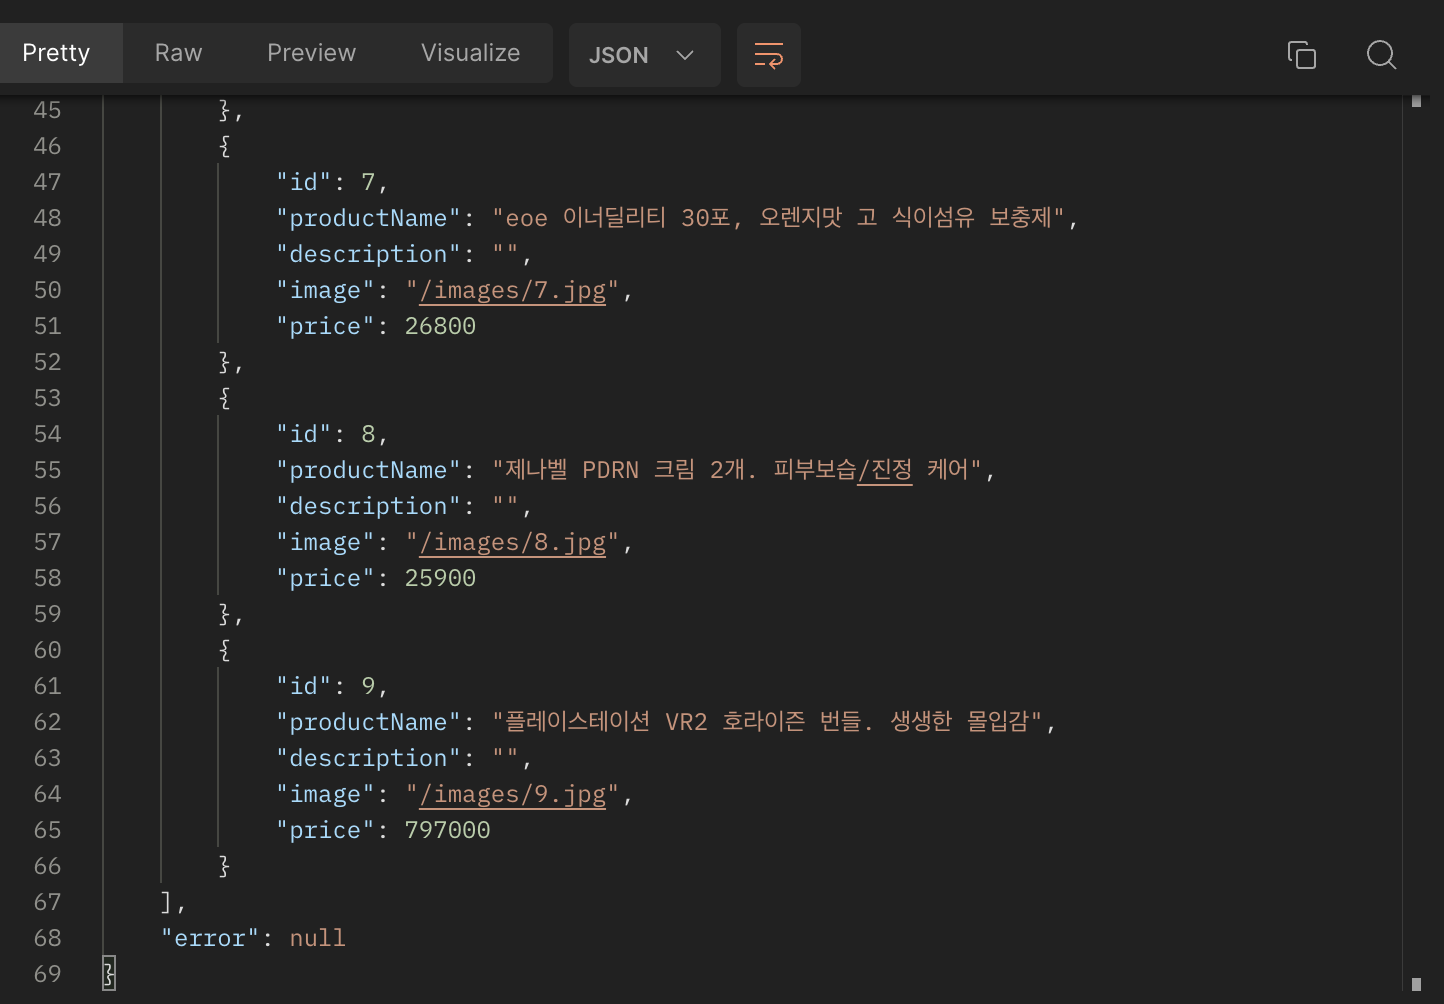 Pretty Raw Preview Visualize JSON
45 },
46 {
47 "id": 7,
48 "productName": "eoe 이너딜리티 30포, 오렌지맛 고 식이섬유 보충제",
49 "description": "",
50 "image": "/images/7.jpg",
51 "price": 26800
52 },
53 {
54 "id": 8,
55 "productName": "제나벨 PDRN 크림 2개. 피부보습/진정 케어",
56 "description": "",
57 "image": "/images/8.jpg",
58 "price": 25900
59 },
60 {
61 "id": 9,
62 "productName": "플레이스테이션 VR2 호라이즌 번들. 생생한 몰입감",
63 "description": "",
64 "image": "/images/9.jpg",
65 "price": 797000
66 }
67 ],
68 "error": null
69 }